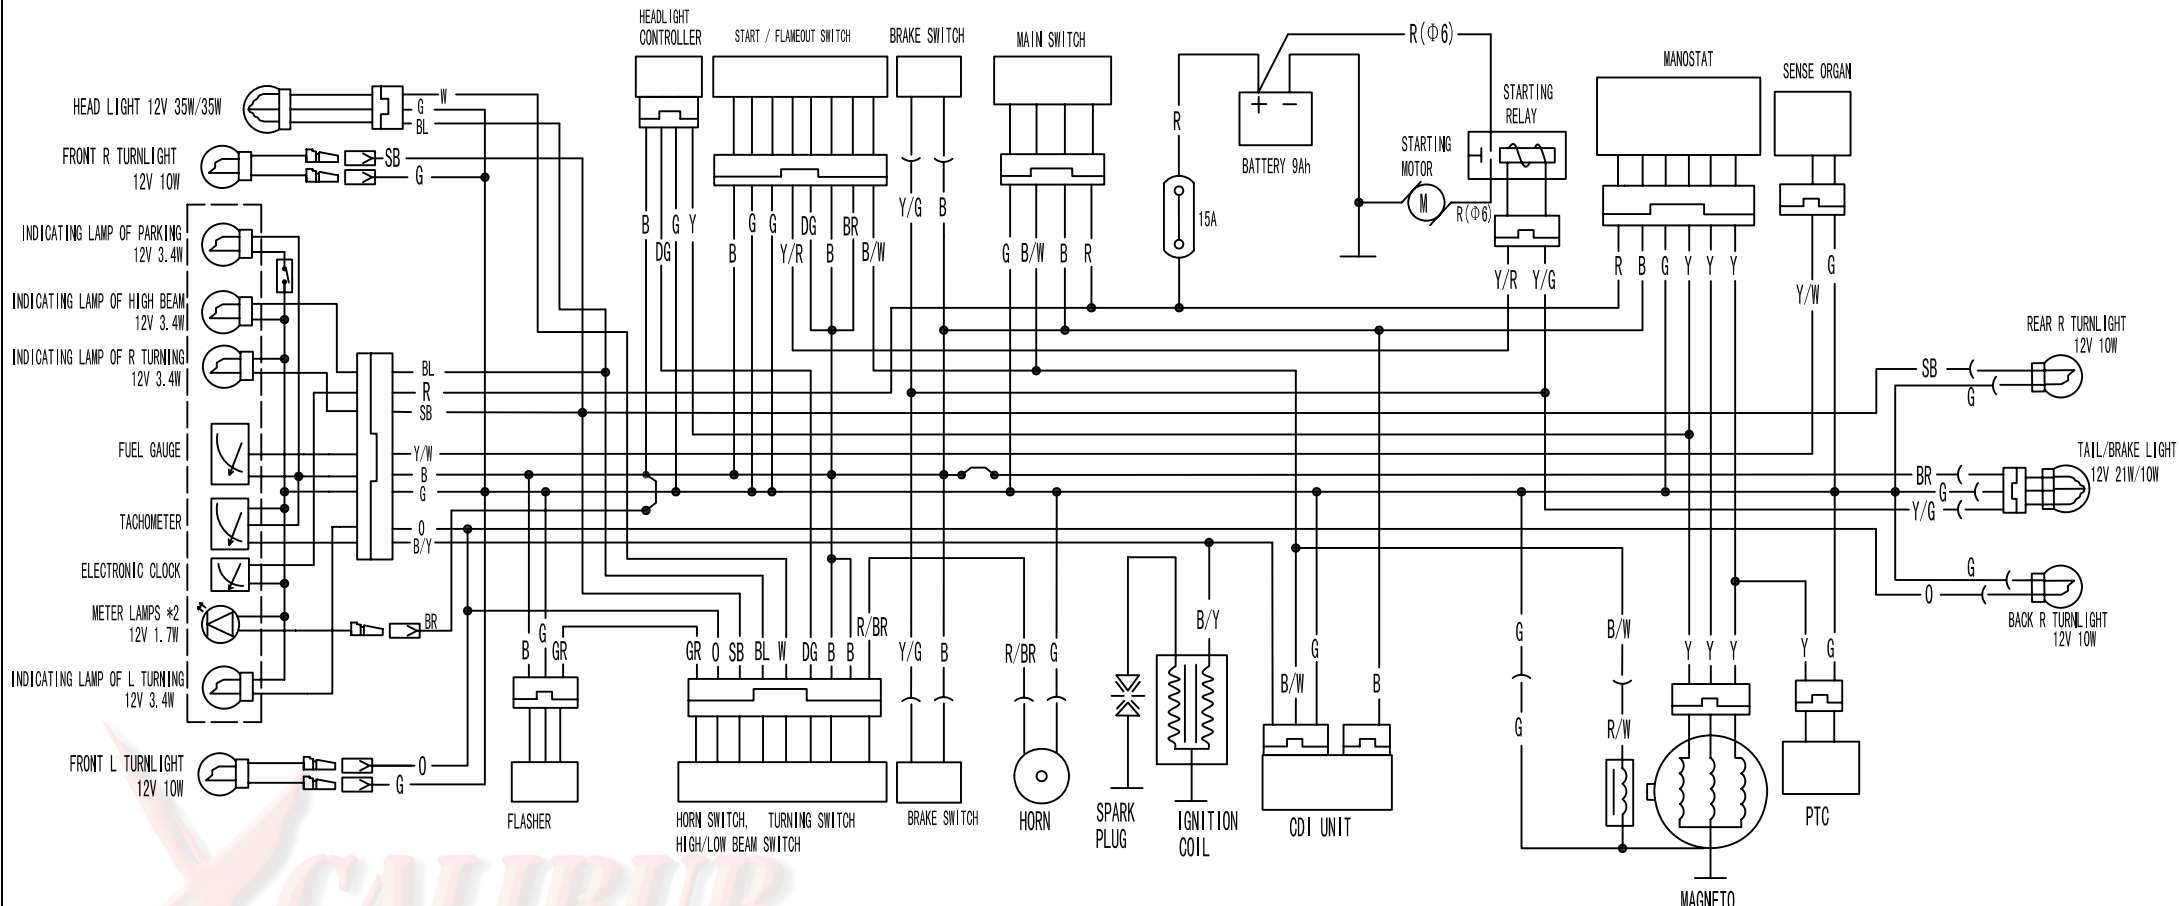 HEADLIGHT
CONTROLLER
START / FLAMEOUT SWITCH
BRAKE SWITCH
MAIN SWITCH
R(Φ6)
MANOSTAT
SENSE ORGAN
HEAD LIGHT 12V 35W/35W
W
G
BL
R
BATTERY 9Ah
STARTING
RELAY
STARTING
MOTOR
M
R(Φ6)
FRONT R TURNLIGHT
12V 10W
SB
G
15A
INDICATING LAMP OF PARKING
12V 3.4W
B
DG
G
Y
B
G
G
Y/R
DG
B
BR
B/W
Y/G
B
G
B/W
B
R
Y/R
Y/G
R
B
G
Y
Y
Y
Y/W
G
INDICATING LAMP OF HIGH BEAM
12V 3.4W
INDICATING LAMP OF R TURNING
12V 3.4W
REAR R TURNLIGHT
12V 10W
BL
R
SB
SB
G
FUEL GAUGE
Y/W
B
G
TAIL/BRAKE LIGHT
12V 21W/10W
BR
G
Y/G
TACHOMETER
O
B/Y
ELECTRONIC CLOCK
METER LAMPS *2
12V 1.7W
BR
G
O
BACK R TURNLIGHT
12V 10W
INDICATING LAMP OF L TURNING
12V 3.4W
B
G
GR
GR
O
SB
BL
W
DG
B
B
R/BR
Y/G
B
R/BR
G
B/Y
B/W
G
B
G
G
B/W
R/W
Y
Y
Y
Y
G
FRONT L TURNLIGHT
12V 10W
O
G
FLASHER
HORN SWITCH, TURNING SWITCH
HIGH/LOW BEAM SWITCH
BRAKE SWITCH
HORN
SPARK
PLUG
IGNITION
COIL
CDI UNIT
PTC
MAGNETO
XCALIBUR